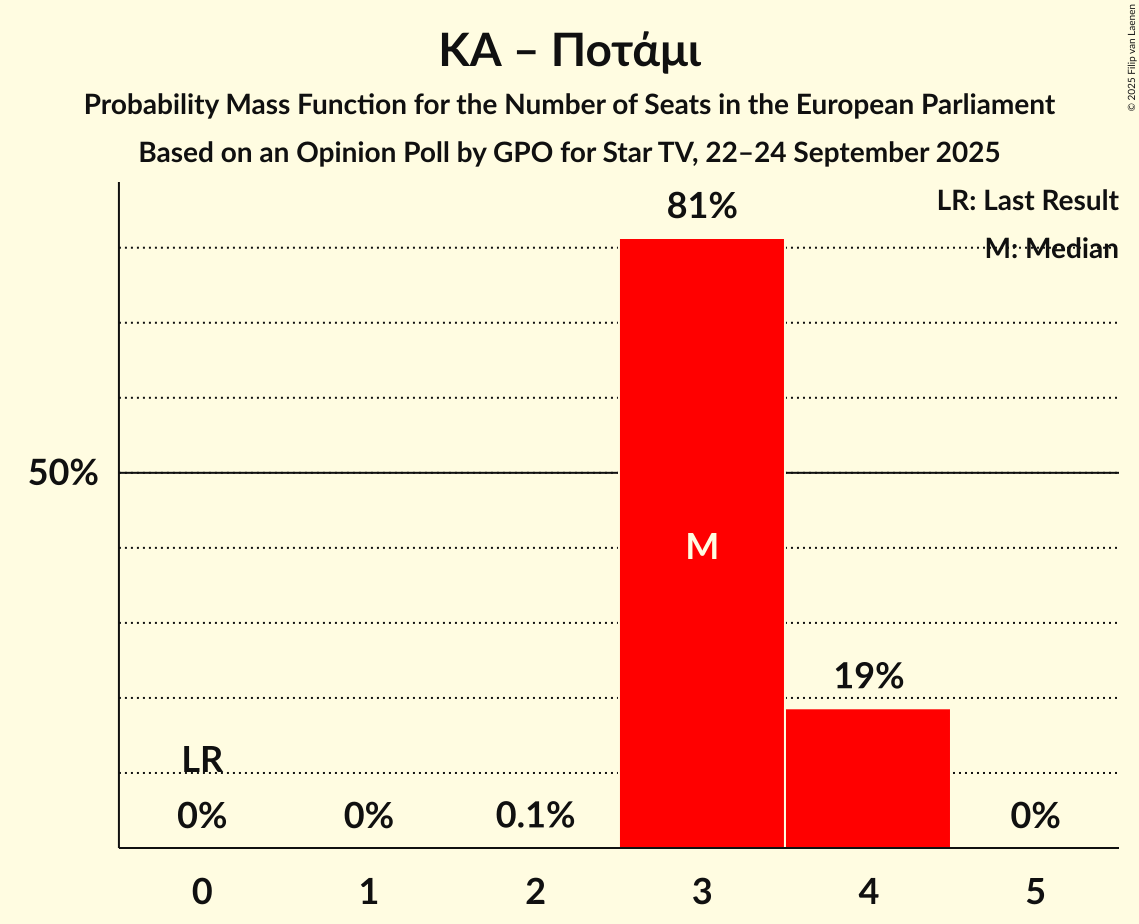 ΚΑ – Ποτάμι
Probability Mass Function for the Number of Seats in the European Parliament
Based on an Opinion Poll by GPO for Star TV, 22–24 September 2025
© 2025 Filip van Laenen
LR: Last Result
M: Median
81%
50%
M
19%
LR
0%
0%
0.1%
0%
0 1 2 3 4 5